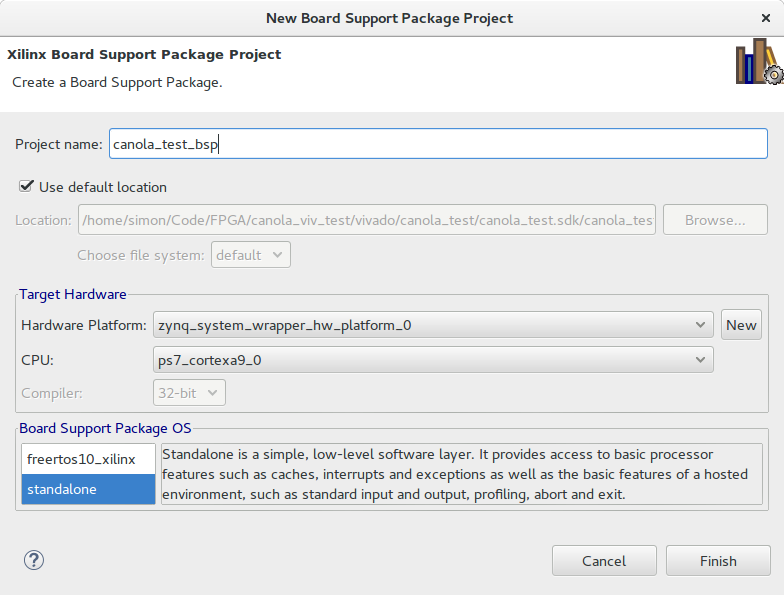 New Board Support Package Project
Xilinx Board Support Package Project
Create a Board Support Package.
Project name: canola_test_bsp
Use default location
Location: /home/simon/Code/FPGA/canola_viv_test/vivado/canola_test/canola_test.sdk/canola_tes Browse...
Choose file system: default
Target Hardware
Hardware Platform: zynq_system_wrapper_hw_platform_0 New
CPU: ps7_cortexa9_0
Compiler: 32-bit
Board Support Package OS
freertos10_xilinx
standalone
Standalone is a simple, low-level software layer. It provides access to basic processor
features such as caches, interrupts and exceptions as well as the basic features of a hosted
environment, such as standard input and output, profiling, abort and exit.
? Cancel Finish